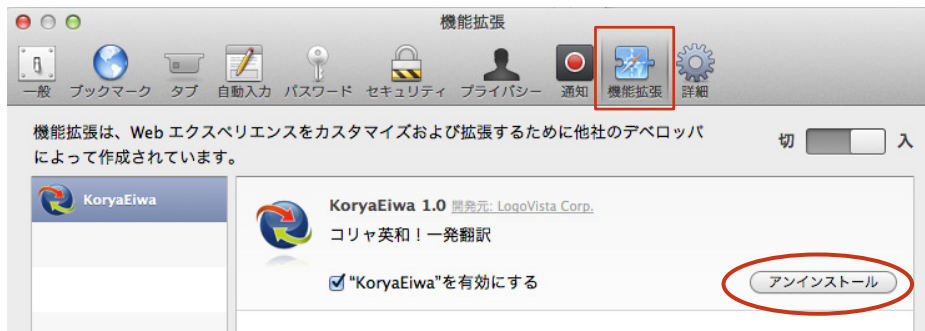 機能拡張
一般 ブックマーク タブ 自動入力 パスワード セキュリティ プライバシー 通知 機能拡張 詳細
機能拡張は、Web エクスペリエンスをカスタマイズおよび拡張するために他社のデベロッパ
によって作成されています。
切 入
KoryaEiwa
KoryaEiwa 1.0 開発元: LogoVista Corp.
コリャ英和！一発翻訳
"KoryaEiwa"を有効にする
アンインストール